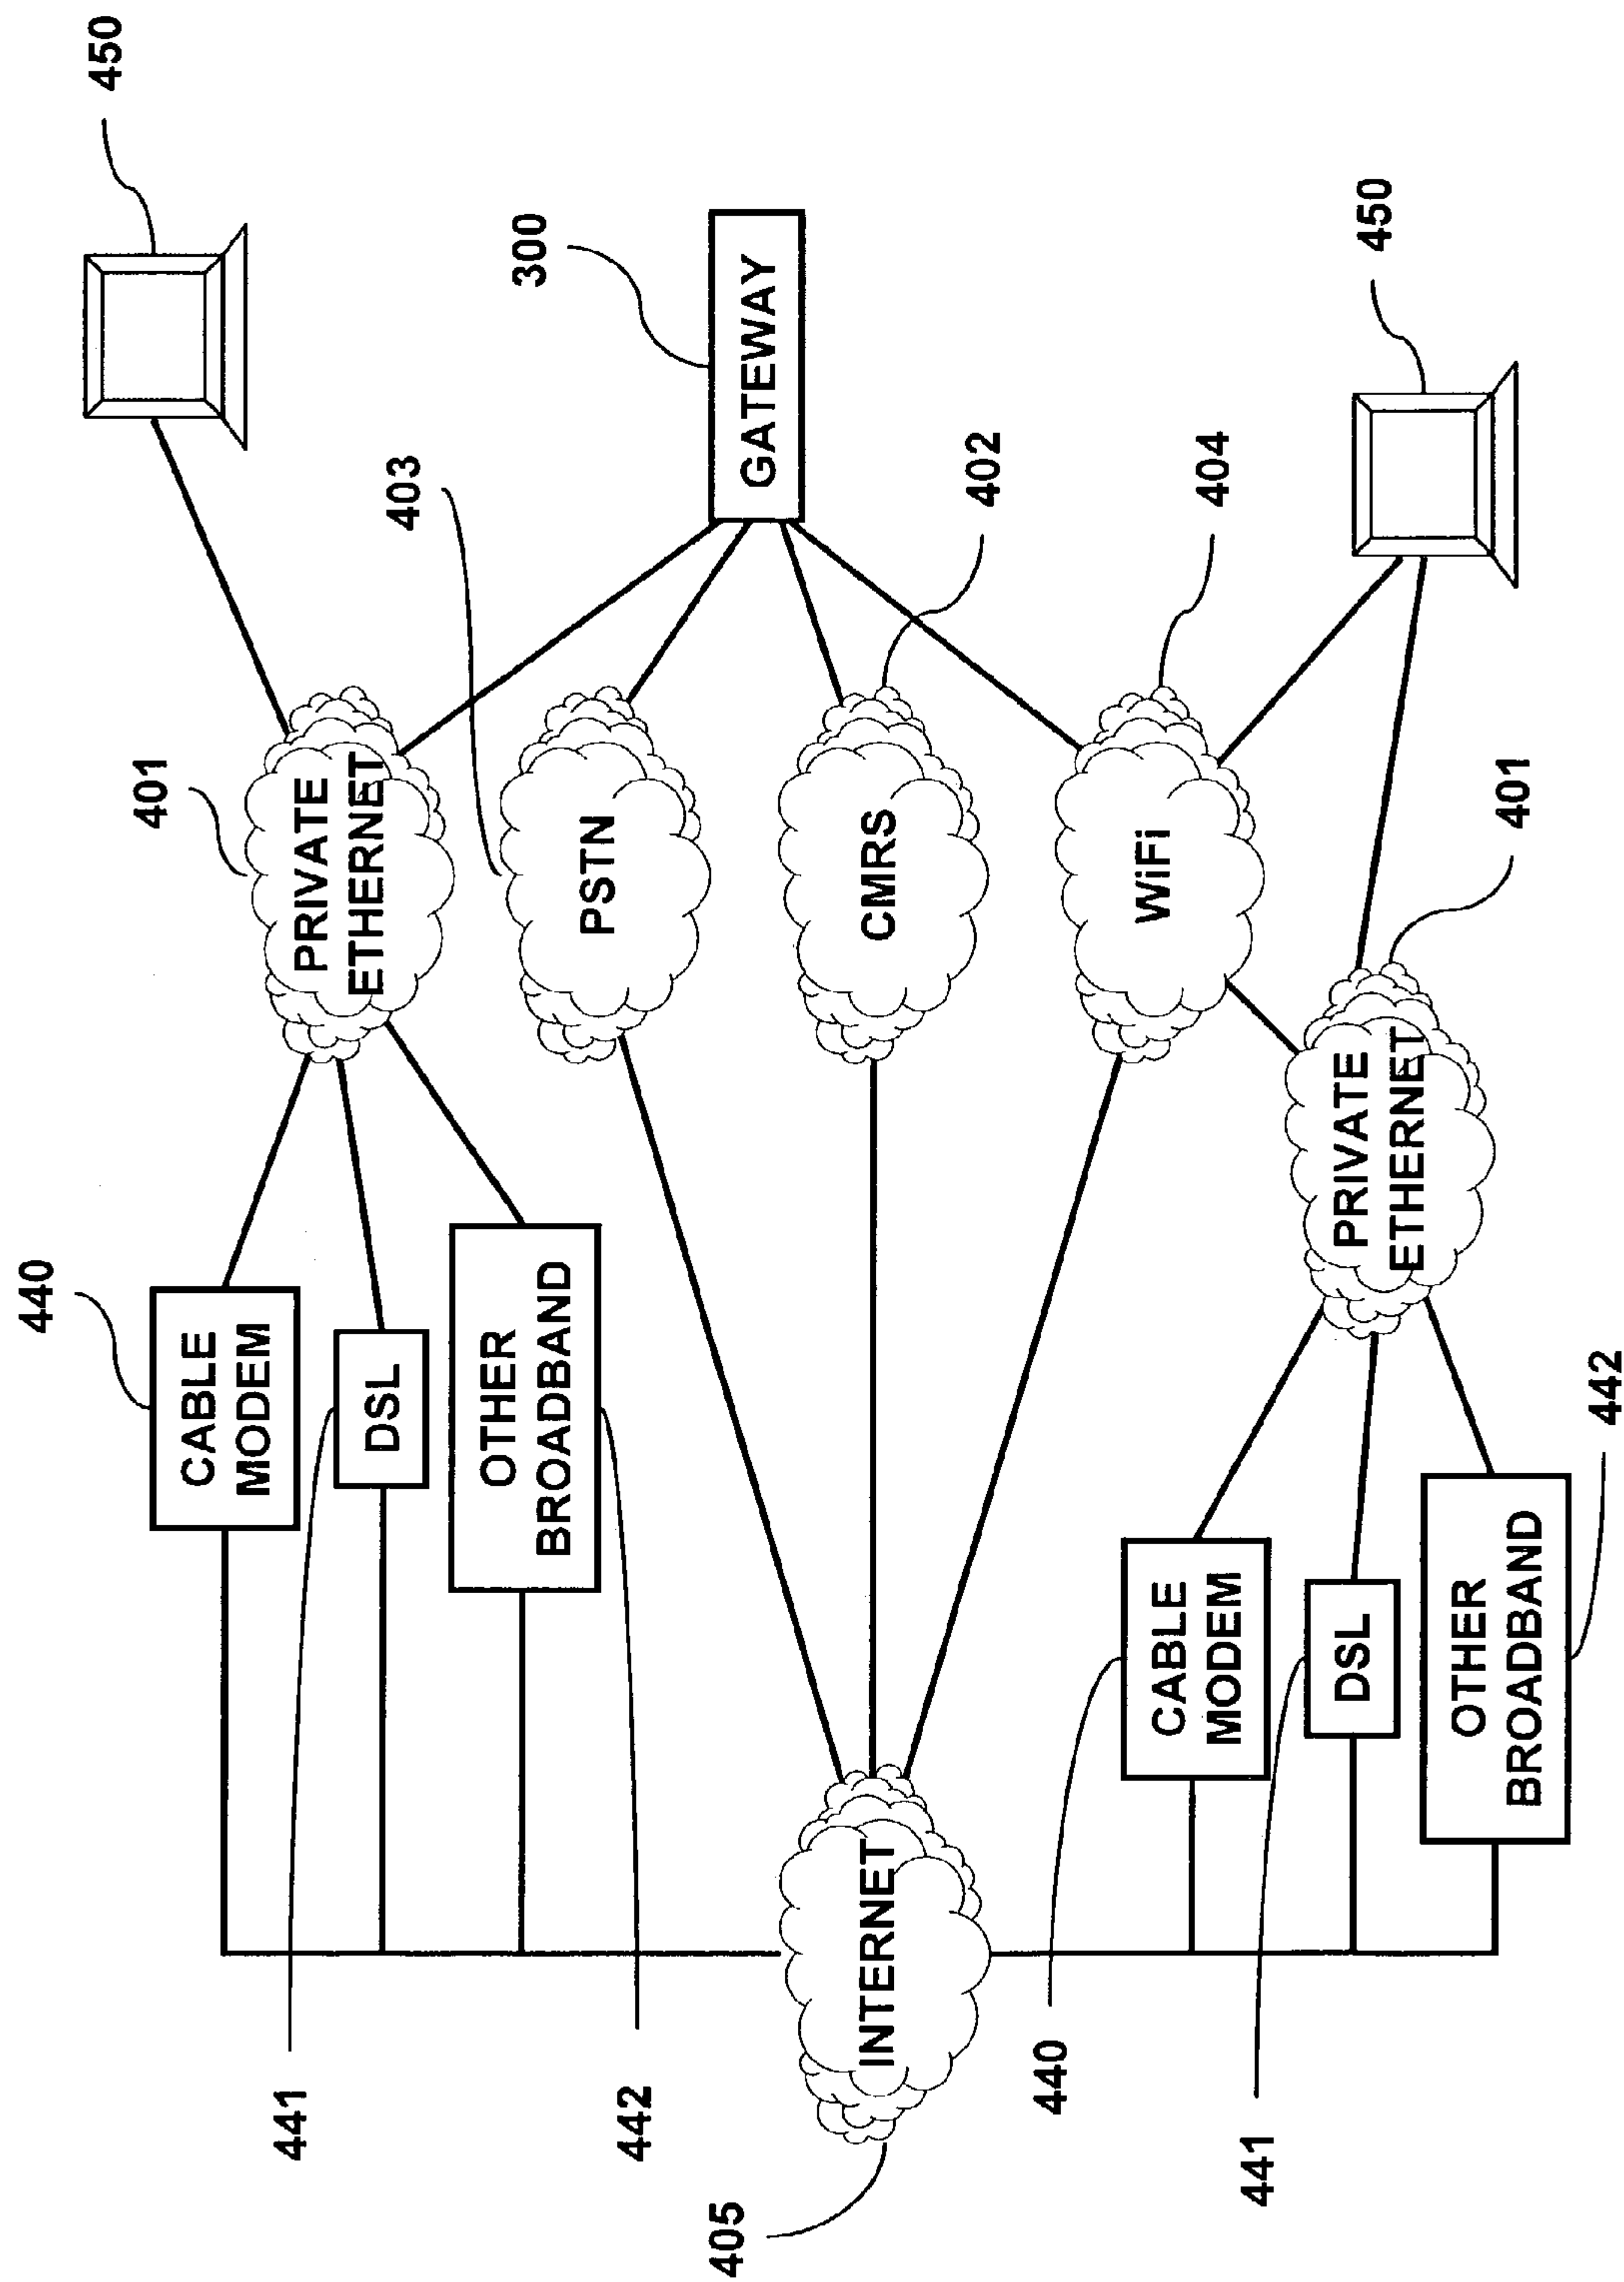 440
450
401
CABLE
MODEM
441
PRIVATE
ETHERNET
DSL
403
OTHER
BROADBAND
300
PSTN
442
405
GATEWAY
INTERNET
CMRS
402
440
WiFi
CABLE
MODEM
404
441
DSL
PRIVATE
ETHERNET
450
OTHER
BROADBAND
401
442